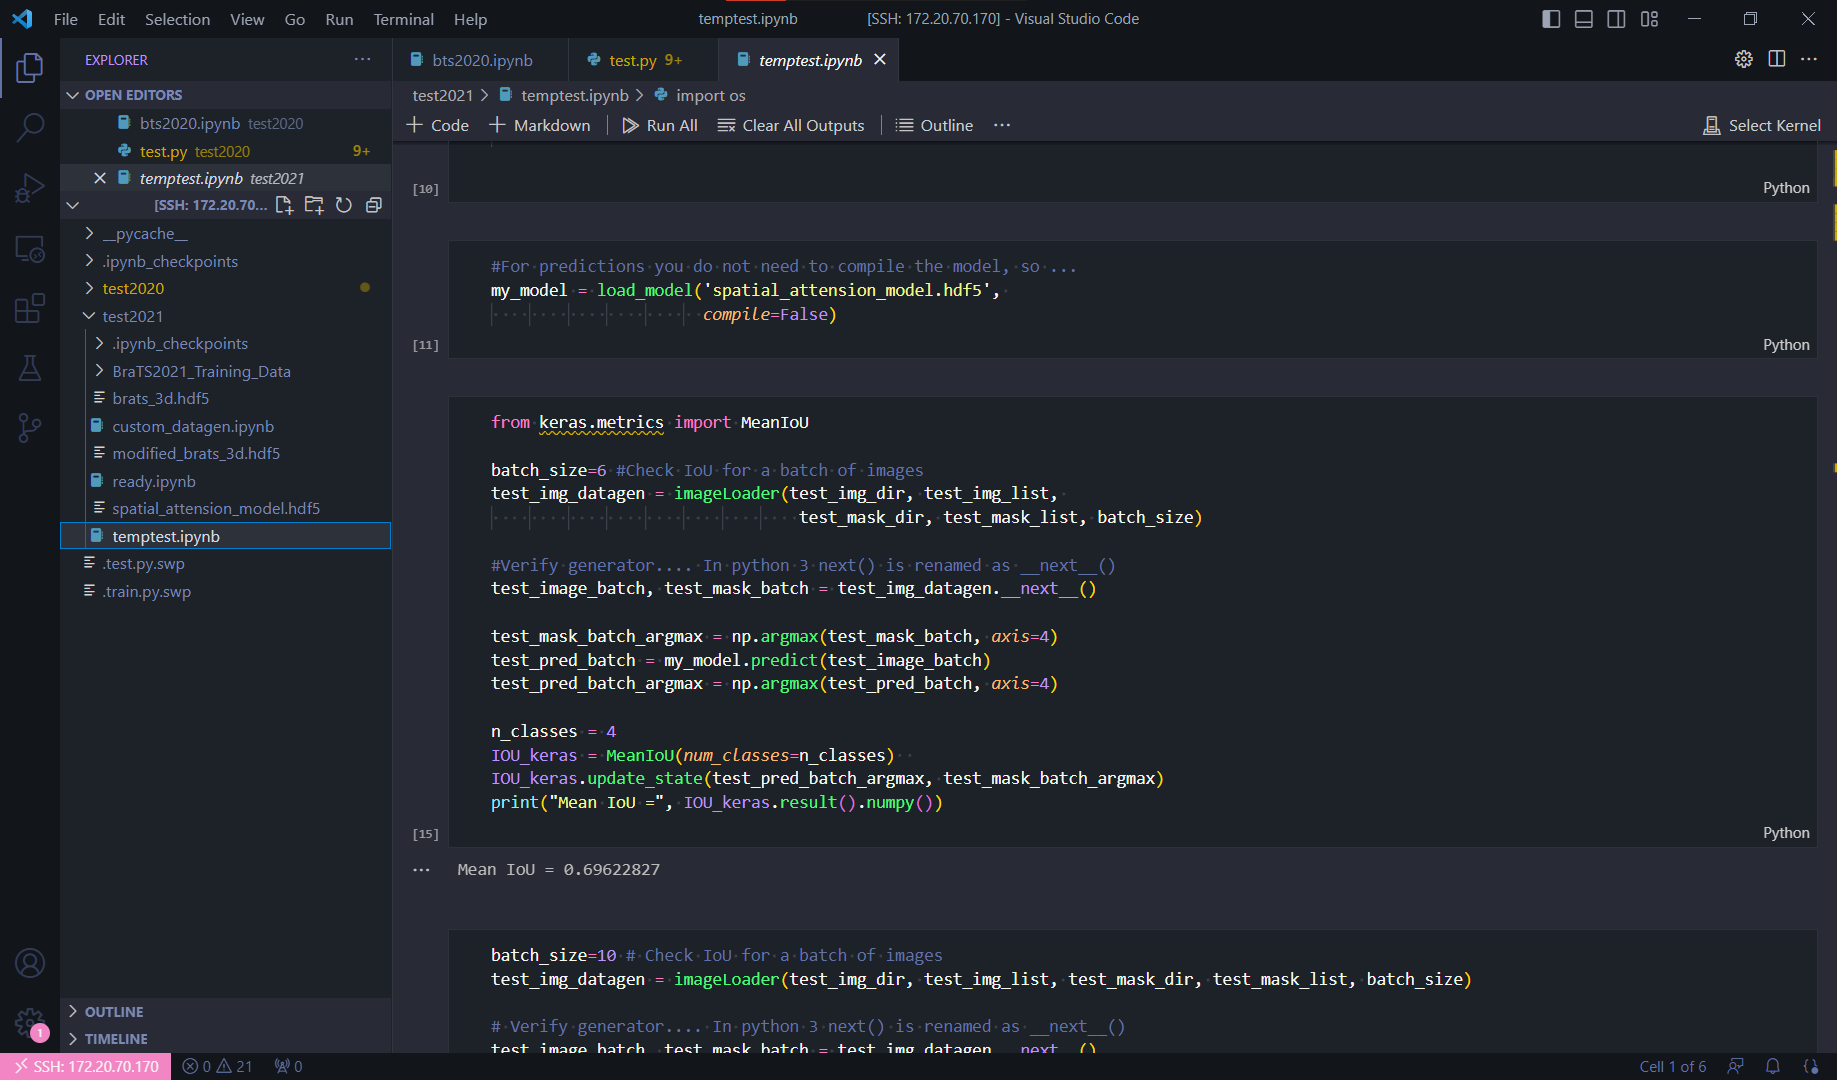 File Edit Selection View Go Run Terminal Help
temptest.ipynb [SSH: 172.20.70.170] - Visual Studio Code
EXPLORER
OPEN EDITORS
bts2020.ipynb test2020
test.py test2020 9+
temptest.ipynb test2021
[SSH: 172.20.70...
__pycache__
.ipynb_checkpoints
test2020
test2021
.ipynb_checkpoints
BraTS2021_Training_Data
brats_3d.hdf5
custom_datagen.ipynb
modified_brats_3d.hdf5
ready.ipynb
spatial_attension_model.hdf5
temptest.ipynb
.test.py.swp
.train.py.swp
OUTLINE
TIMELINE
1
bts2020.ipynb test.py 9+ temptest.ipynb
test2021 > temptest.ipynb > import os
Code Markdown Run All Clear All Outputs Outline ... Select Kernel
[10] Python
#For predictions you do not need to compile the model, so ...
my_model = load_model('spatial_attension_model.hdf5',
compile=False)
[11] Python
from keras.metrics import MeanIoU
batch_size=6 #Check IoU for a batch of images
test_img_datagen = imageLoader(test_img_dir, test_img_list,
test_mask_dir, test_mask_list, batch_size)
#Verify generator.... In python 3 next() is renamed as __next__()
test_image_batch, test_mask_batch = test_img_datagen.__next__()
test_mask_batch_argmax = np.argmax(test_mask_batch, axis=4)
test_pred_batch = my_model.predict(test_image_batch)
test_pred_batch_argmax = np.argmax(test_pred_batch, axis=4)
n_classes = 4
IOU_keras = MeanIoU(num_classes=n_classes)
IOU_keras.update_state(test_pred_batch_argmax, test_mask_batch_argmax)
print("Mean IoU =", IOU_keras.result().numpy())
[15] Python
... Mean IoU = 0.69622827
batch_size=10 # Check IoU for a batch of images
test_img_datagen = imageLoader(test_img_dir, test_img_list, test_mask_dir, test_mask_list, batch_size)
# Verify generator.... In python 3 next() is renamed as __next__()
test_image_batch, test_mask_batch = test_img_datagen.__next__()
SSH: 172.20.70.170 0 21 0 Cell 1 of 6